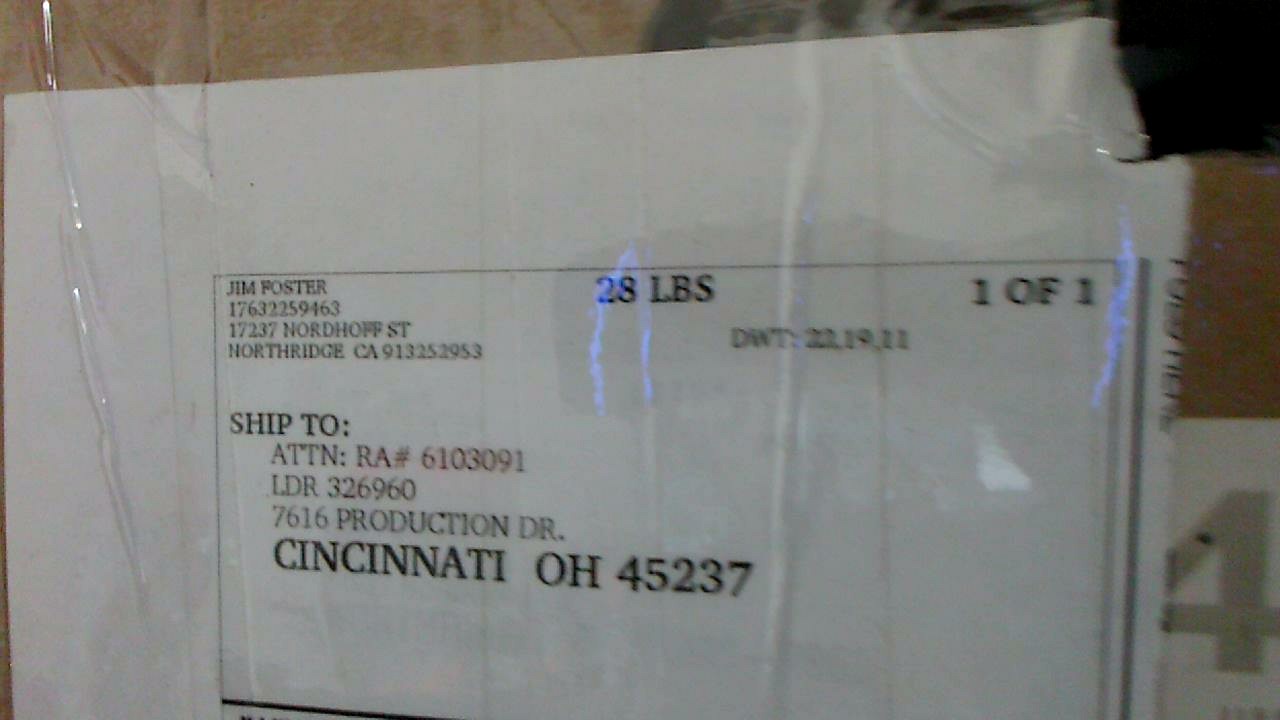 JIM FOSTER
28 LBS
1 OF 1
17632259463
17237 NORDHOFF ST
DWT: 22,19,11
NORTHRIDGE CA 913252953
SHIP TO:
ATTN: RA# 6103091
LDR 326960
7616 PRODUCTION DR.
CINCINNATI OH 45237
4